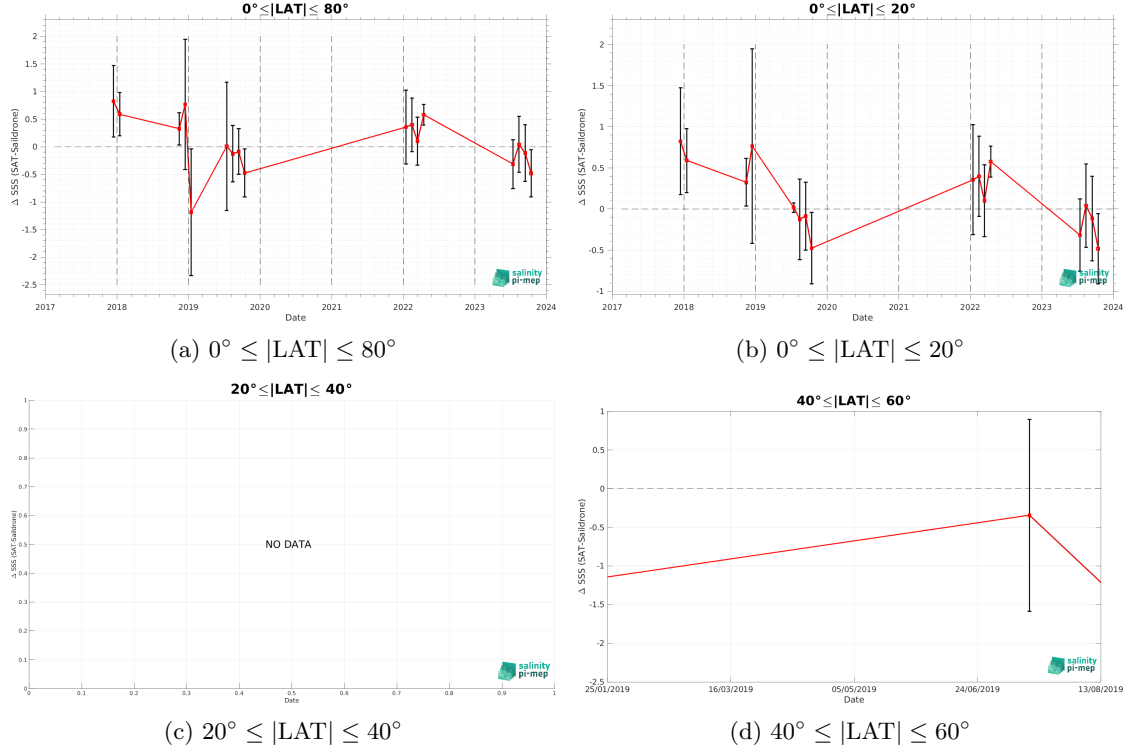 0°≤|LAT|≤ 80°
2
1.5
1
0.5
0
-0.5
-1
-1.5
-2
-2.5
Δ SSS (SAT-Saildrone)
2017
2018
2019
2020
2021
2022
2023
2024
Date
salinity
pi-mep
(a) 0° ≤ |LAT| ≤ 80°
0°≤|LAT|≤ 20°
2
1.5
1
0.5
0
-0.5
-1
Δ SSS (SAT-Saildrone)
2017
2018
2019
2020
2021
2022
2023
2024
Date
salinity
pi-mep
(b) 0° ≤ |LAT| ≤ 20°
20°≤|LAT|≤ 40°
1
0.9
0.8
0.7
0.6
0.5
0.4
0.3
0.2
0.1
0
Δ SSS (SAT-Saildrone)
NO DATA
0
0.1
0.2
0.3
0.4
0.5
0.6
0.7
0.8
0.9
1
Date
salinity
pi-mep
(c) 20° ≤ |LAT| ≤ 40°
40°≤|LAT|≤ 60°
1
0.5
0
-0.5
-1
-1.5
-2
-2.5
Δ SSS (SAT-Saildrone)
25/01/2019
16/03/2019
05/05/2019
24/06/2019
13/08/2019
Date
salinity
pi-mep
(d) 40° ≤ |LAT| ≤ 60°